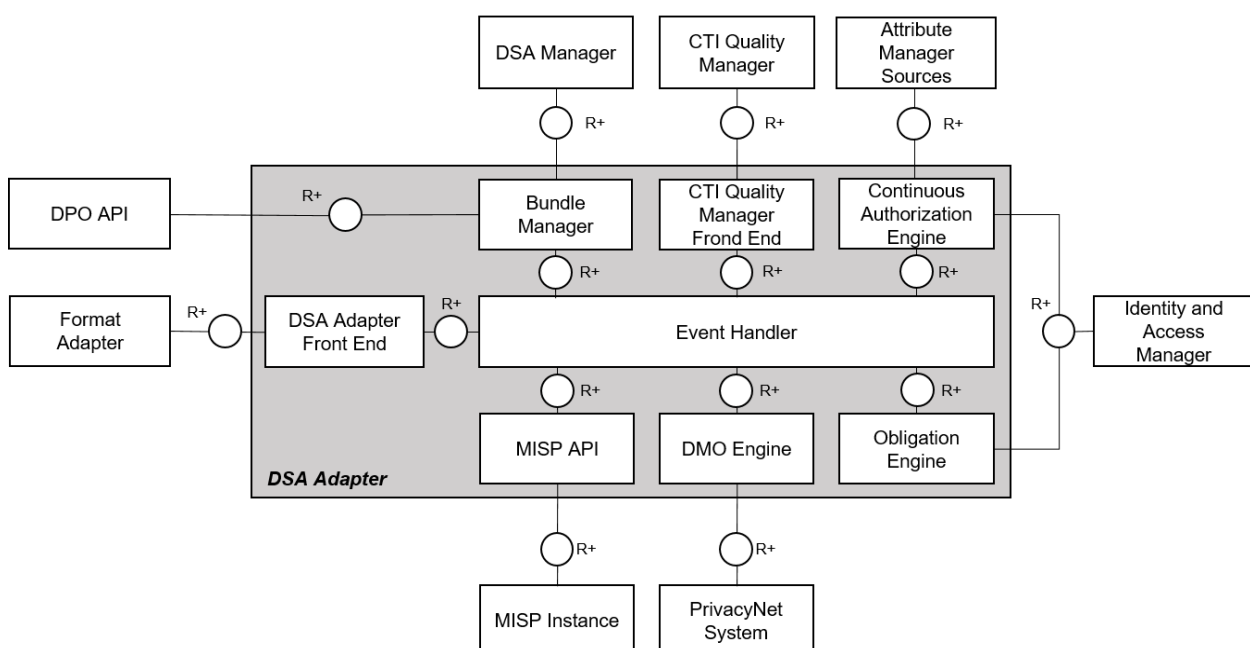 DSA Manager
CTI Quality
Manager
Attribute
Manager
Sources
R+
R+
R+
DPO API
R+
Bundle
Manager
CTI Quality
Manager
Frond End
Continuous
Authorization
Engine
R+
R+
R+
Format
Adapter
R+
DSA Adapter
Front End
R+
Event Handler
R+
Identity and
Access
Manager
R+
R+
R+
MISP API
DMO Engine
Obligation
Engine
DSA Adapter
R+
R+
MISP Instance
PrivacyNet
System